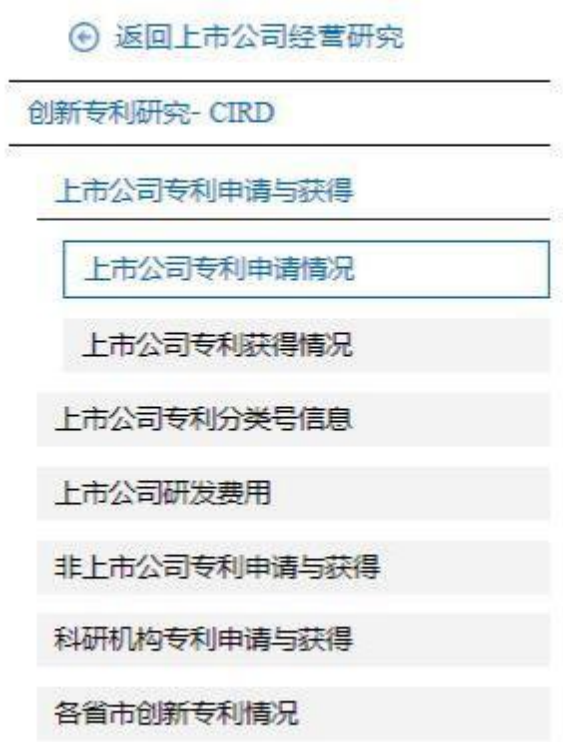 返回上市公司经营研究
创新专利研究- CIRD
上市公司专利申请与获得
上市公司专利申请情况
上市公司专利获得情况
上市公司专利分类号信息
上市公司研发费用
非上市公司专利申请与获得
科研机构专利申请与获得
各省市创新专利情况